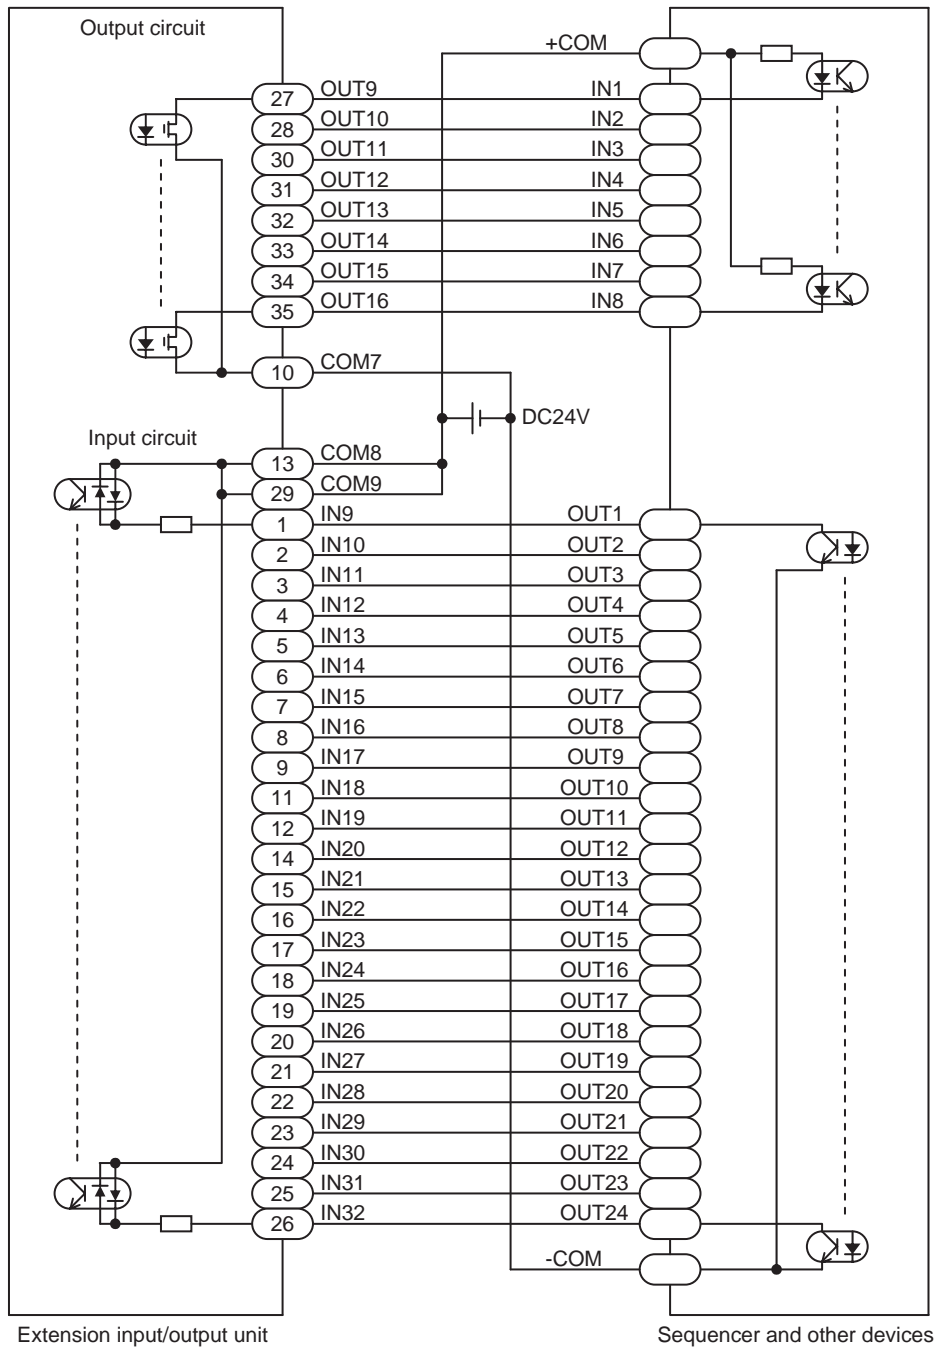 Output circuit
+COM
27 OUT9 IN1
28 OUT10 IN2
30 OUT11 IN3
31 OUT12 IN4
32 OUT13 IN5
33 OUT14 IN6
34 OUT15 IN7
35 OUT16 IN8
10 COM7
DC24V
Input circuit
13 COM8
29 COM9
1 IN9 OUT1
2 IN10 OUT2
3 IN11 OUT3
4 IN12 OUT4
5 IN13 OUT5
6 IN14 OUT6
7 IN15 OUT7
8 IN16 OUT8
9 IN17 OUT9
11 IN18 OUT10
12 IN19 OUT11
14 IN20 OUT12
15 IN21 OUT13
16 IN22 OUT14
17 IN23 OUT15
18 IN24 OUT16
19 IN25 OUT17
20 IN26 OUT18
21 IN27 OUT19
22 IN28 OUT20
23 IN29 OUT21
24 IN30 OUT22
25 IN31 OUT23
26 IN32 OUT24
-COM
Extension input/output unit
Sequencer and other devices